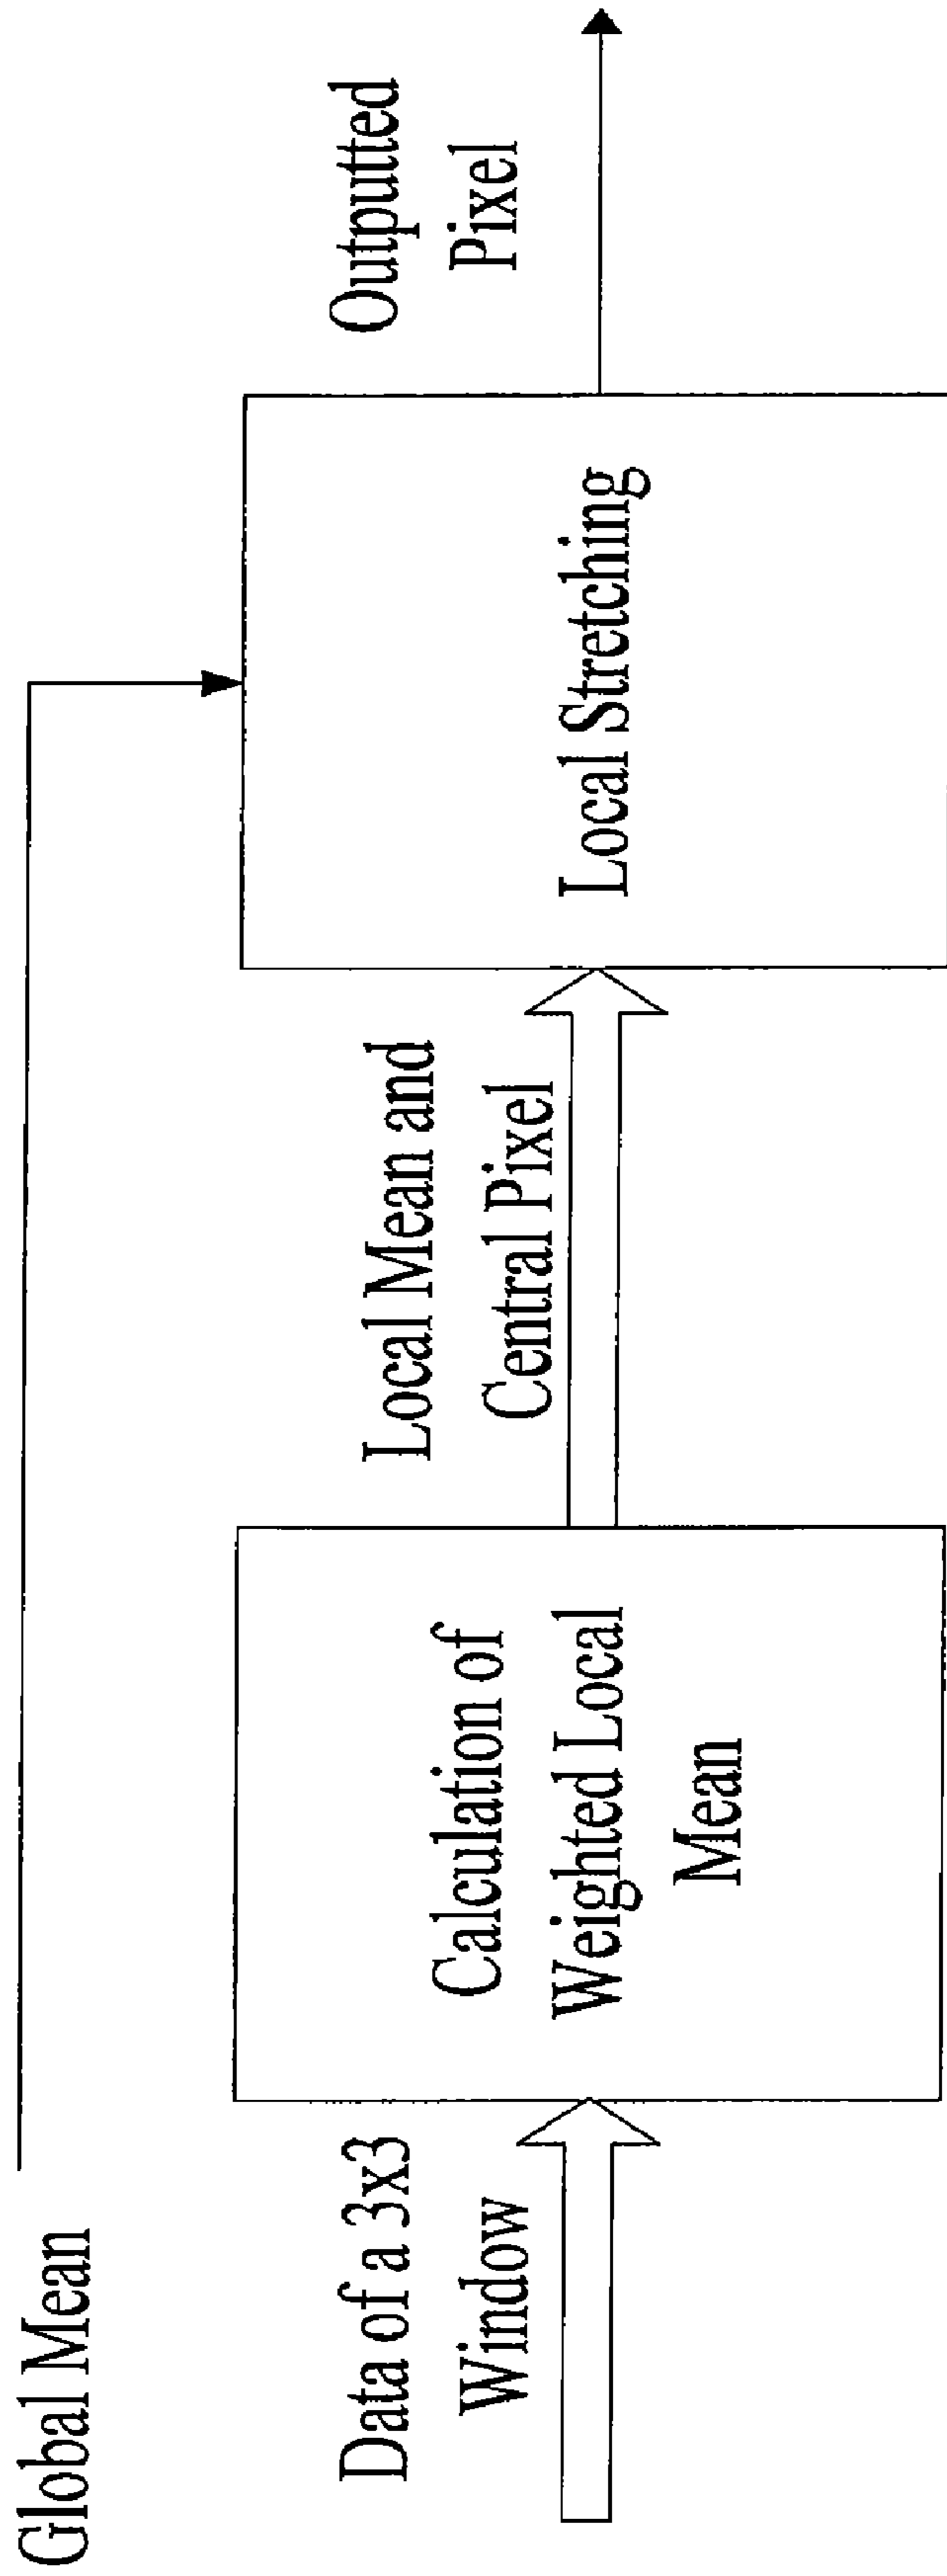 Global Mean
Data of a 3x3
Window
Calculation of
Weighted Local
Mean
Local Mean and
Central Pixel
Local Stretching
Outputted
Pixel